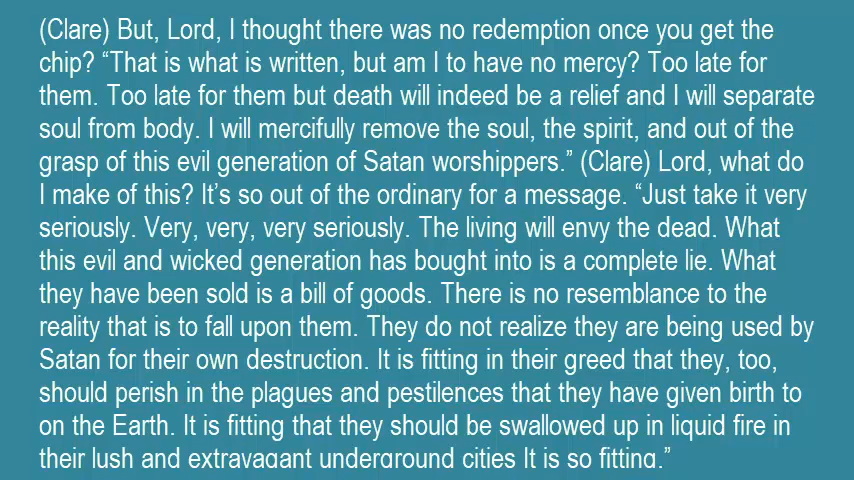 (Clare) But, Lord, I thought there was no redemption once you get the
chip? “That is what is written, but am I to have no mercy? Too late for
them. Too late for them but death will indeed be a relief and I will separate
soul from body. I will mercifully remove the soul, the spirit, and out of the
grasp of this evil generation of Satan worshippers.” (Clare) Lord, what do
I make of this? It’s so out of the ordinary for a message. “Just take it very
seriously. Very, very, very seriously. The living will envy the dead. What
this evil and wicked generation has bought into is a complete lie. What
they have been sold is a bill of goods. There is no resemblance to the
reality that is to fall upon them. They do not realize they are being used by
Satan for their own destruction. It is fitting in their greed that they, too,
should perish in the plagues and pestilences that they have given birth to
on the Earth. It is fitting that they should be swallowed up in liquid fire in
their lush and extravagant underground cities It is so fitting.”